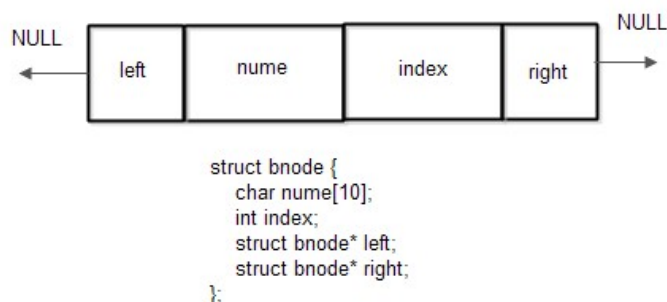 NULL
NULL
left
nume
index
right
struct bnode {
char nume[10];
int index;
struct bnode* left;
struct bnode* right;
};